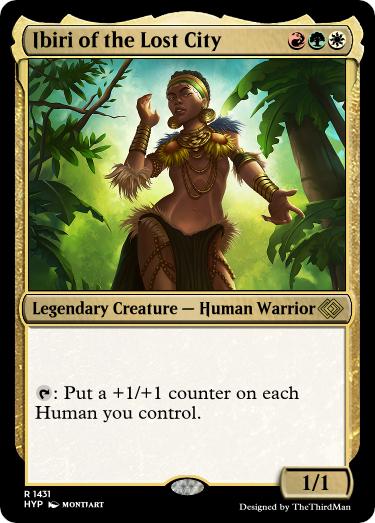 Ibiri of the Lost City
Legendary Creature — Human Warrior
: Put a +1/+1 counter on each
Human you control.
1/1
R 1431
HYP MONTJART
Designed by TheThirdMan